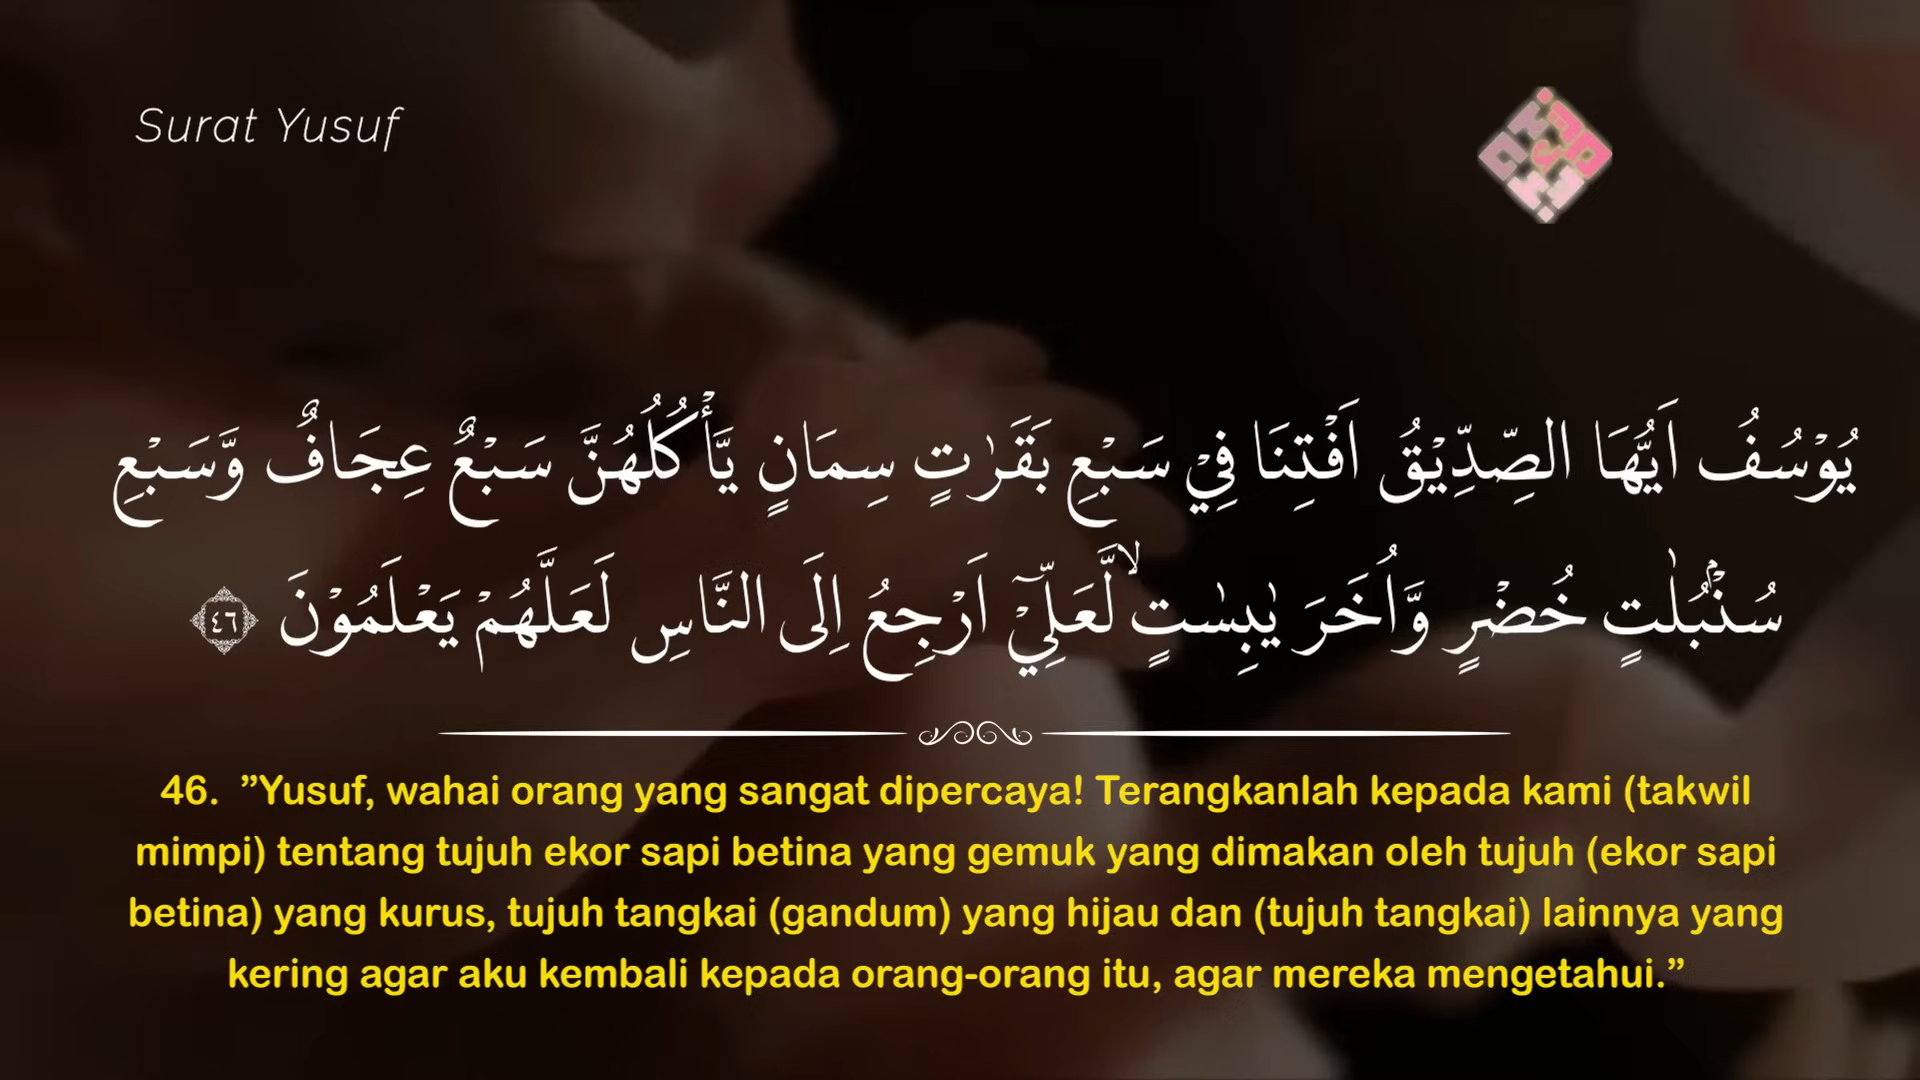 Surat Yusuf
يُوْسُفُ اَيُّهَا الصِّدِّيْقُ اَفْتِنَا فِيْ سَبْعِ بَقَرٰتٍ سِمَانٍ يَّأْكُلُهُنَّ سَبْعٌ عِجَافٌ وَّسَبْعِ
سُنْۢبُلٰتٍ خُضْرٍ وَّاُخَرَ يٰبِسٰتٍۙ لَّعَلِّيْٓ اَرْجِعُ اِلَى النَّاسِ لَعَلَّهُمْ يَعْلَمُوْنَ ٤٦
46. ”Yusuf, wahai orang yang sangat dipercaya! Terangkanlah kepada kami (takwil
mimpi) tentang tujuh ekor sapi betina yang gemuk yang dimakan oleh tujuh (ekor sapi
betina) yang kurus, tujuh tangkai (gandum) yang hijau dan (tujuh tangkai) lainnya yang
kering agar aku kembali kepada orang-orang itu, agar mereka mengetahui.”